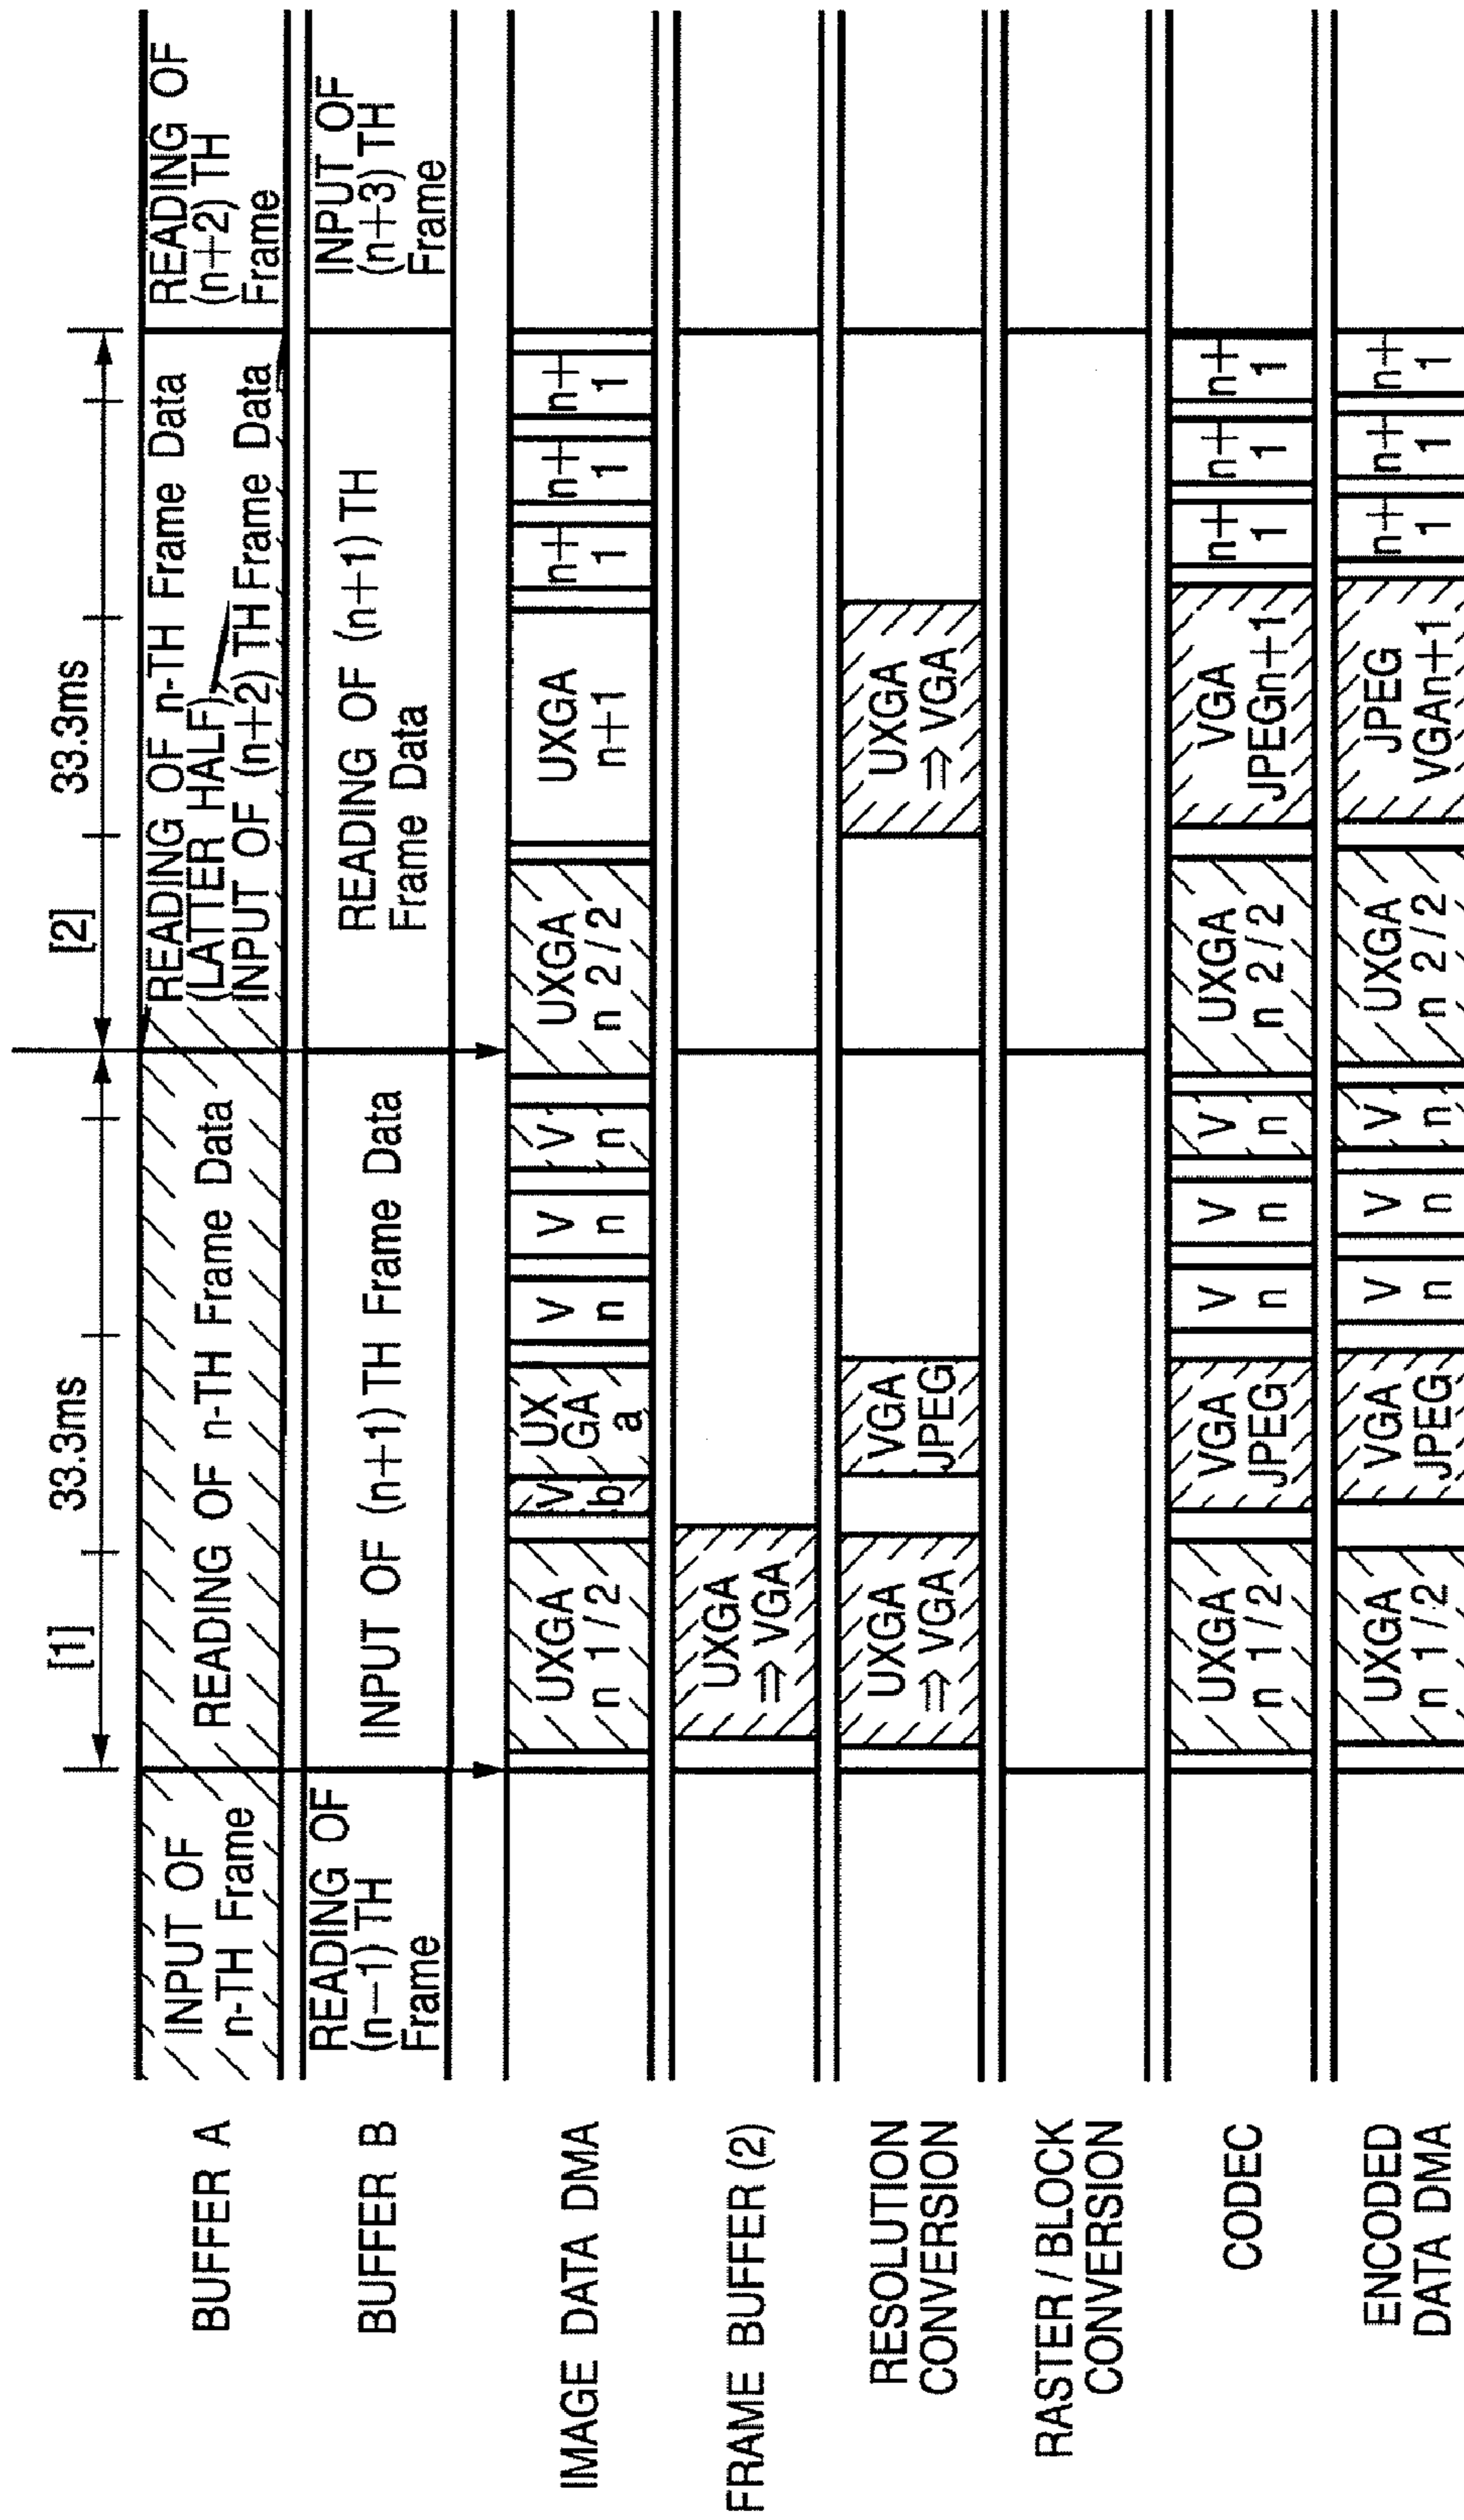 [1]
33.3ms
[2]
33.3ms
BUFFER A
INPUT OF
n-TH Frame
READING OF n-TH Frame Data
READING OF n-TH Frame Data
(LATTER HALF)
INPUT OF (n+2) TH Frame Data
READING OF
(n+2) TH
Frame
BUFFER B
READING OF
(n−1) TH
Frame
INPUT OF (n+1) TH Frame Data
READING OF (n+1) TH
Frame Data
INPUT OF
(n+3) TH
Frame
IMAGE DATA DMA
UXGA
n 1/2
V
b
UX
GA
a
V
n
V
n
V
n
UXGA
n 2/2
UXGA
n+1
n+
1
n+
1
n+
1
FRAME BUFFER (2)
UXGA
⇒ VGA
RESOLUTION
CONVERSION
UXGA
⇒ VGA
VGA
JPEG
UXGA
⇒ VGA
RASTER/BLOCK
CONVERSION
CODEC
UXGA
n 1/2
VGA
JPEG
V
n
V
n
V
n
UXGA
n 2/2
VGA
JPEGn+1
n+
1
n+
1
n+
1
ENCODED
DATA DMA
UXGA
n 1/2
VGA
JPEG
V
n
V
n
V
n
UXGA
n 2/2
JPEG
VGAn+1
n+
1
n+
1
n+
1